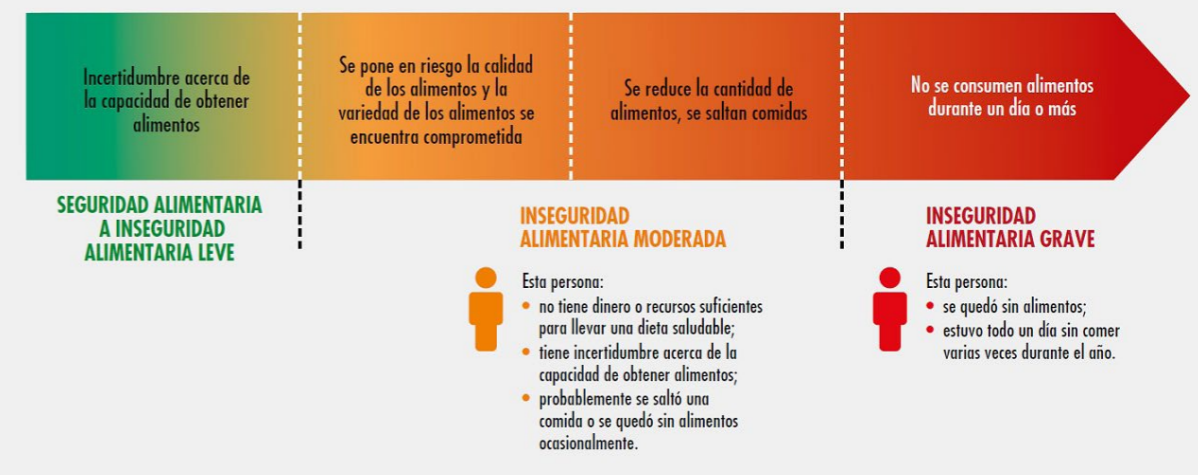 Incertidumbre acerca de
la capacidad de obtener
alimentos
Se pone en riesgo la calidad
de los alimentos y la
variedad de los alimentos se
encuentra comprometida
Se reduce la cantidad de
alimentos, se saltan comidas
No se consumen alimentos
durante un día o más
SEGURIDAD ALIMENTARIA
A INSEGURIDAD
ALIMENTARIA LEVE
INSEGURIDAD
ALIMENTARIA MODERADA
Esta persona:
• no tiene dinero o recursos suficientes
para llevar una dieta saludable;
• tiene incertidumbre acerca de la
capacidad de obtener alimentos;
• probablemente se saltó una
comida o se quedó sin alimentos
ocasionalmente.
INSEGURIDAD
ALIMENTARIA GRAVE
Esta persona:
• se quedó sin alimentos;
• estuvo todo un día sin comer
varias veces durante el año.